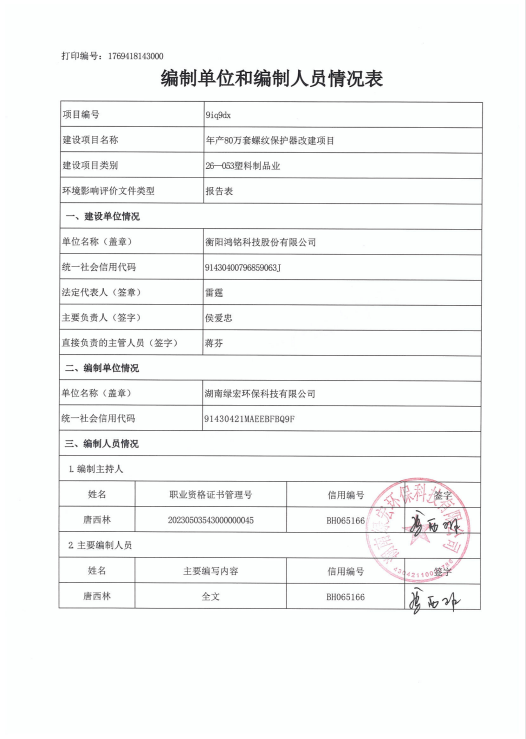 打印编号：1769418143000
编制单位和编制人员情况表
项目编号 9iq9dx
建设项目名称 年产80万套螺纹保护器改建项目
建设项目类别 26—053塑料制品业
环境影响评价文件类型 报告表
一、建设单位情况
单位名称（盖章） 衡阳鸿铭科技股份有限公司
统一社会信用代码 91430400796859063J
法定代表人（签章） 雷霆
主要负责人（签字） 侯爱忠
直接负责的主管人员（签字） 蒋芬
二、编制单位情况
单位名称（盖章） 湖南绿宏环保科技有限公司
统一社会信用代码 91430421MAEEBFBQ9F
三、编制人员情况
1.编制主持人
姓名 职业资格证书管理号 信用编号 签字
唐西林 20230503543000000045 BH065166 唐西林
2.主要编制人员
姓名 主要编写内容 信用编号 签字
唐西林 全文 BH065166 唐西林